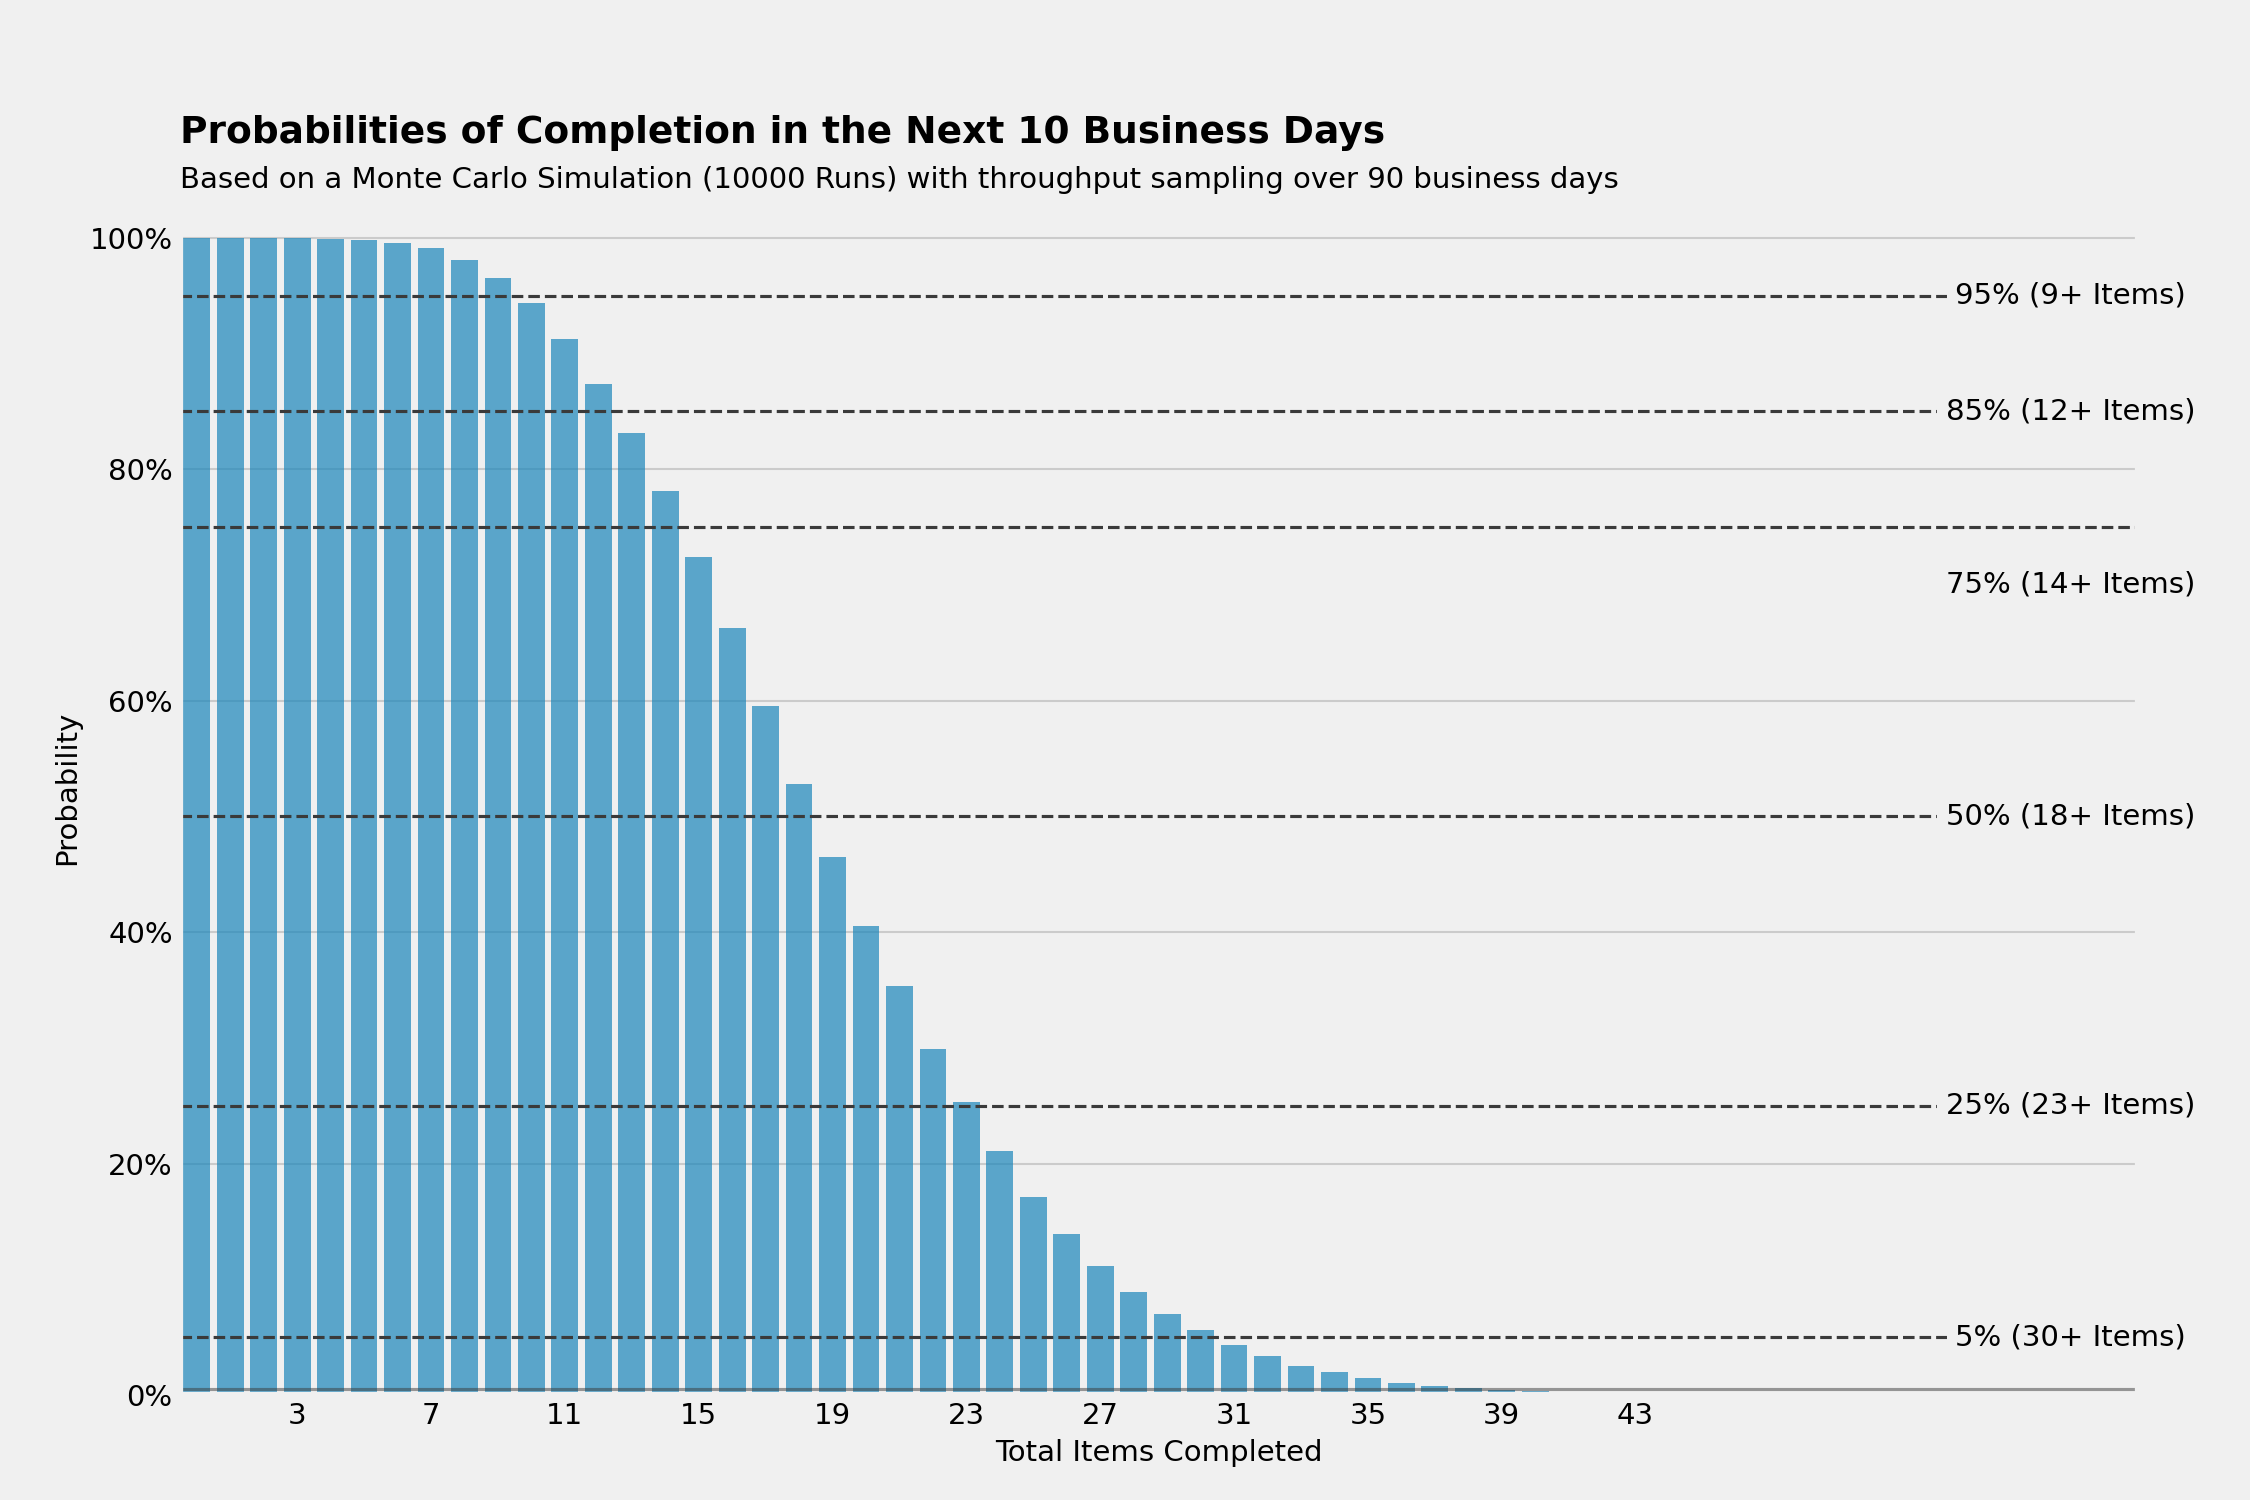 Probabilities of Completion in the Next 10 Business Days
Based on a Monte Carlo Simulation (10000 Runs) with throughput sampling over 90 business days
100%
95% (9+ Items)
85% (12+ Items)
80%
75% (14+ Items)
60%
Probability
50% (18+ Items)
40%
25% (23+ Items)
20%
5% (30+ Items)
0%
3 7 11 15 19 23 27 31 35 39 43
Total Items Completed